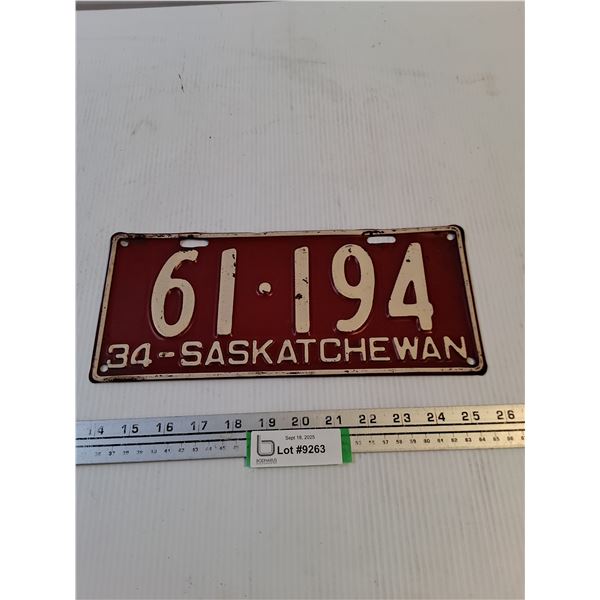 61·194
34-SASKATCHEWAN
14 15 16 17 18 19 20 21 22 23 24 25 26
Sept 18, 2025
Lot #9263